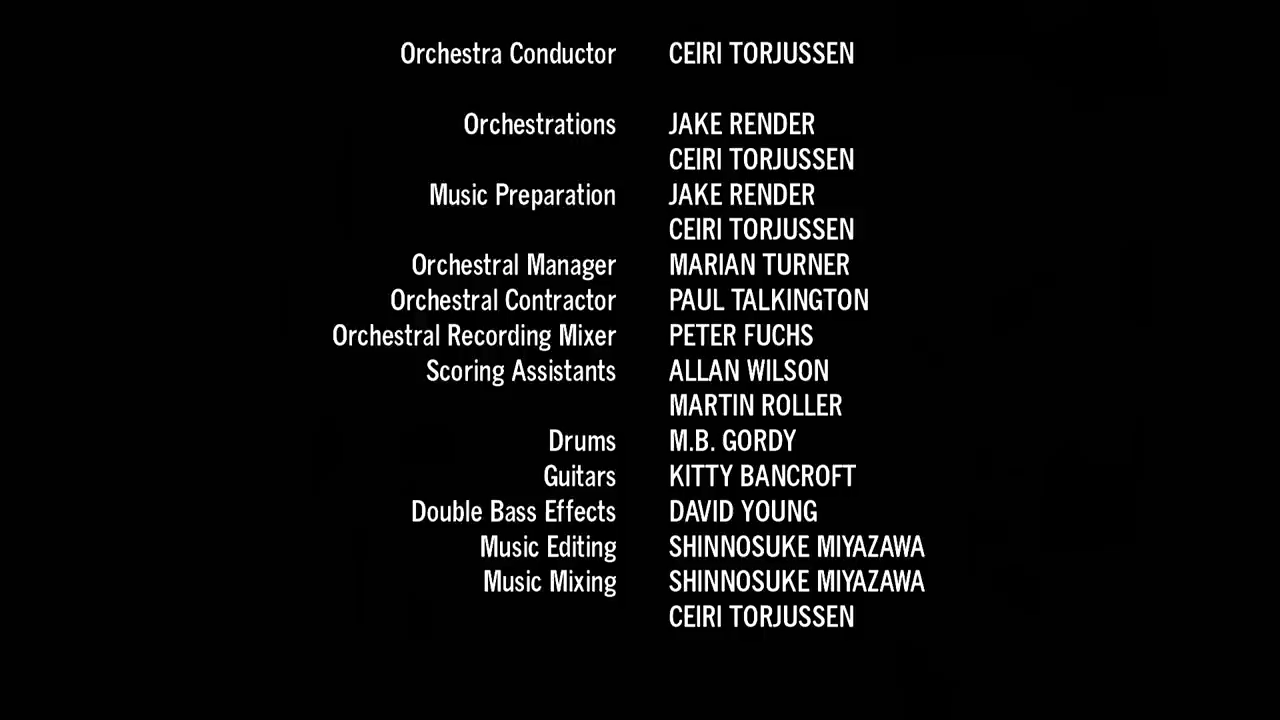 Orchestra Conductor CEIRI TORJUSSEN
Orchestrations JAKE RENDER
CEIRI TORJUSSEN
Music Preparation JAKE RENDER
CEIRI TORJUSSEN
Orchestral Manager MARIAN TURNER
Orchestral Contractor PAUL TALKINGTON
Orchestral Recording Mixer PETER FUCHS
Scoring Assistants ALLAN WILSON
MARTIN ROLLER
Drums M.B. GORDY
Guitars KITTY BANCROFT
Double Bass Effects DAVID YOUNG
Music Editing SHINNOSUKE MIYAZAWA
Music Mixing SHINNOSUKE MIYAZAWA
CEIRI TORJUSSEN